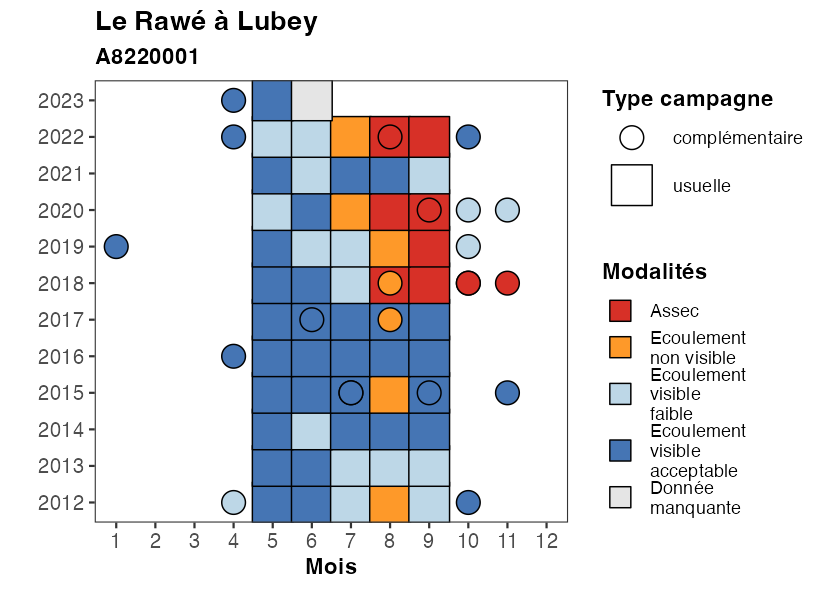 Le Rawé à Lubey
A8220001
2023
2022
2021
2020
2019
2018
2017
2016
2015
2014
2013
2012
1 2 3 4 5 6 7 8 9 10 11 12
Mois
Type campagne
complémentaire
usuelle
Modalités
Assec
Ecoulement
non visible
Ecoulement
visible
faible
Ecoulement
visible
acceptable
Donnée
manquante